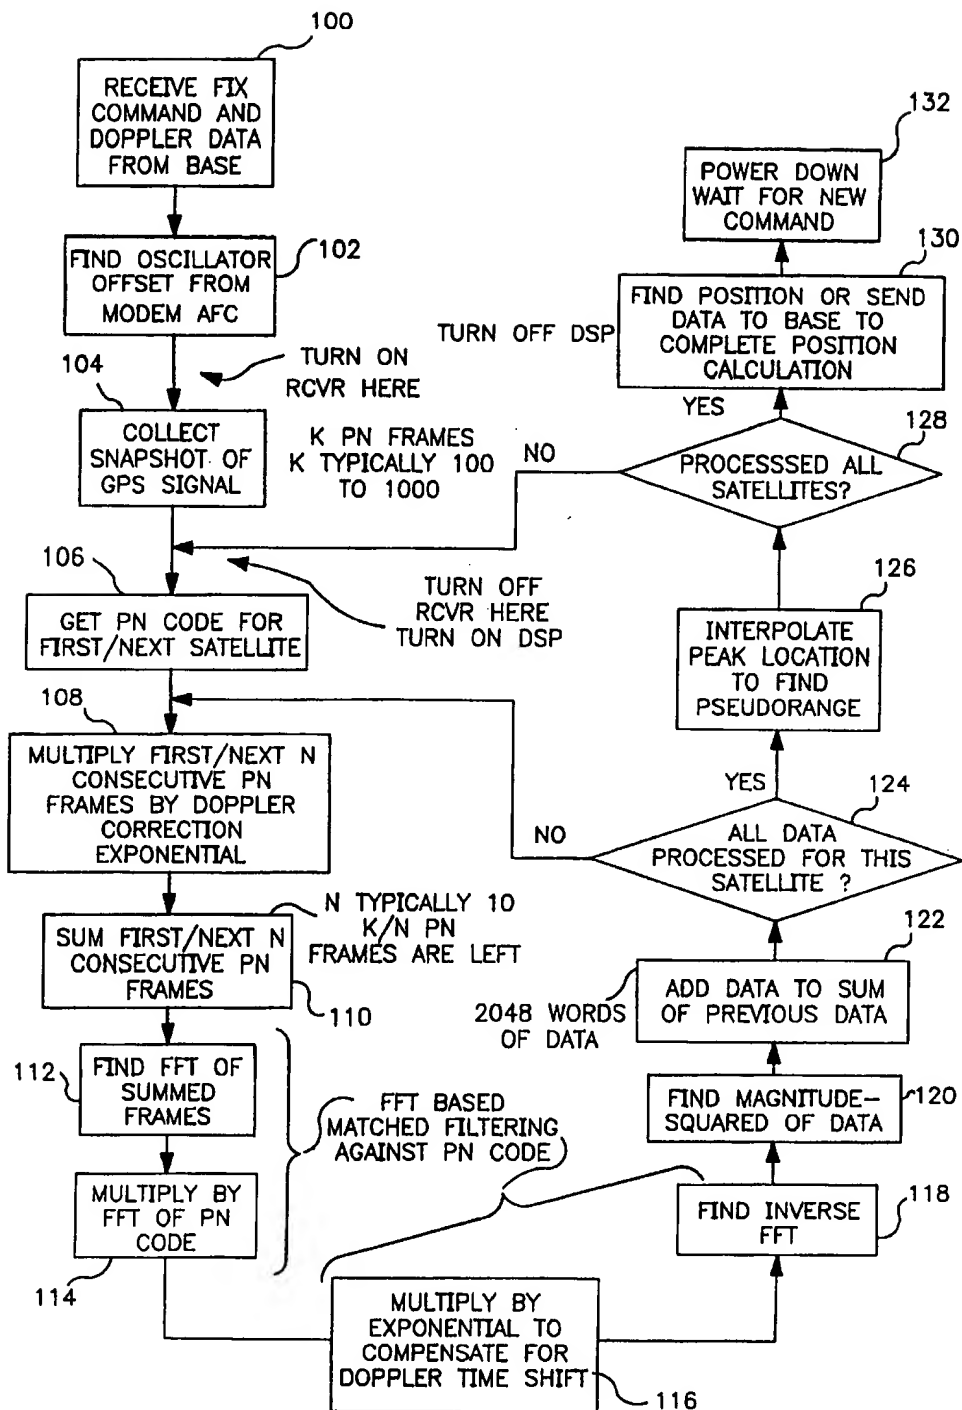 100
RECEIVE FIX
COMMAND AND
DOPPLER DATA
FROM BASE
FIND OSCILLATOR
OFFSET FROM
MODEM AFC
102
TURN ON
RCVR HERE
104
COLLECT
SNAPSHOT OF
GPS SIGNAL
K PN FRAMES
K TYPICALLY 100
TO 1000
106
TURN OFF
RCVR HERE
TURN ON DSP
GET PN CODE FOR
FIRST/NEXT SATELLITE
108
MULTIPLY FIRST/NEXT N
CONSECUTIVE PN
FRAMES BY DOPPLER
CORRECTION
EXPONENTIAL
N TYPICALLY 10
K/N PN
FRAMES ARE LEFT
SUM FIRST/NEXT N
CONSECUTIVE PN
FRAMES
110
112
FIND FFT OF
SUMMED
FRAMES
FFT BASED
MATCHED FILTERING
AGAINST PN CODE
MULTIPLY BY
FFT OF PN
CODE
114
MULTIPLY BY
EXPONENTIAL TO
COMPENSATE FOR
DOPPLER TIME SHIFT
116
FIND INVERSE
FFT
118
FIND MAGNITUDE-
SQUARED OF DATA
120
2048 WORDS
OF DATA
ADD DATA TO SUM
OF PREVIOUS DATA
122
ALL DATA
PROCESSED FOR THIS
SATELLITE ?
124
NO
YES
INTERPOLATE
PEAK LOCATION
TO FIND
PSEUDORANGE
126
PROCESSSED ALL
SATELLITES?
128
NO
YES
TURN OFF DSP
FIND POSITION OR SEND
DATA TO BASE TO
COMPLETE POSITION
CALCULATION
130
POWER DOWN
WAIT FOR NEW
COMMAND
132